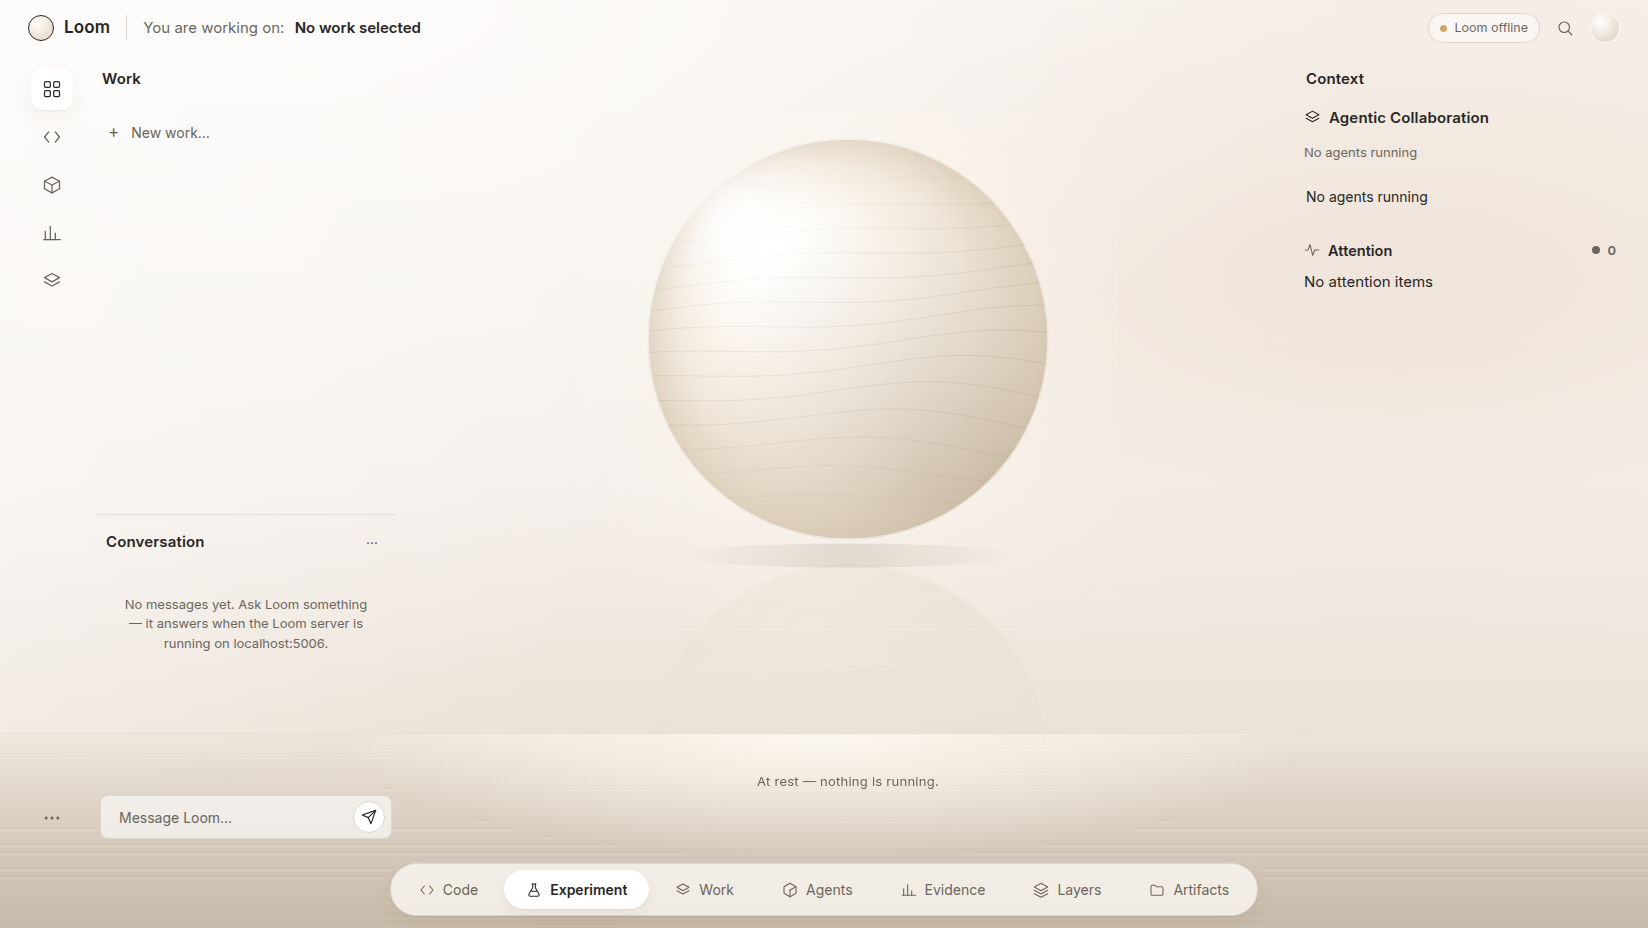 Loom
You are working on: No work selected
Loom offline
Work
+ New work...
Context
Agentic Collaboration
No agents running
No agents running
Attention
0
No attention items
Conversation
...
No messages yet. Ask Loom something
— it answers when the Loom server is
running on localhost:5006.
At rest — nothing is running.
Message Loom...
Code
Experiment
Work
Agents
Evidence
Layers
Artifacts